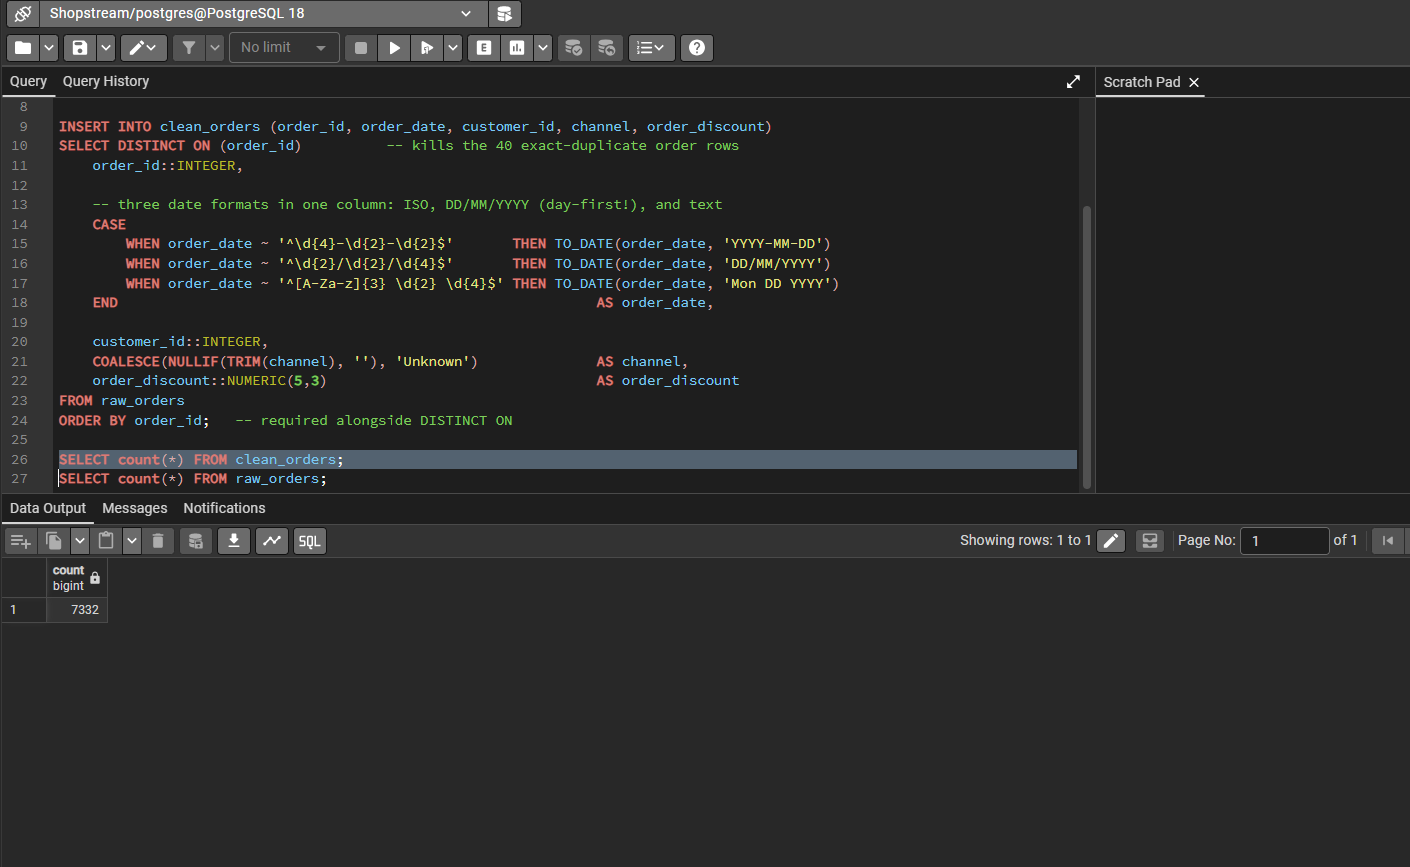 Shopstream/postgres@PostgreSQL 18
No limit
E
Query Query History
Scratch Pad
8
9 INSERT INTO clean_orders (order_id, order_date, customer_id, channel, order_discount)
10 SELECT DISTINCT ON (order_id) -- kills the 40 exact-duplicate order rows
11 order_id::INTEGER,
12
13 -- three date formats in one column: ISO, DD/MM/YYYY (day-first!), and text
14 CASE
15 WHEN order_date ~ '^\d{4}-\d{2}-\d{2}$' THEN TO_DATE(order_date, 'YYYY-MM-DD')
16 WHEN order_date ~ '^\d{2}/\d{2}/\d{4}$' THEN TO_DATE(order_date, 'DD/MM/YYYY')
17 WHEN order_date ~ '^[A-Za-z]{3} \d{2} \d{4}$' THEN TO_DATE(order_date, 'Mon DD YYYY')
18 END AS order_date,
19
20 customer_id::INTEGER,
21 COALESCE(NULLIF(TRIM(channel), ''), 'Unknown') AS channel,
22 order_discount::NUMERIC(5,3) AS order_discount
23 FROM raw_orders
24 ORDER BY order_id; -- required alongside DISTINCT ON
25
26 SELECT count(*) FROM clean_orders;
27 SELECT count(*) FROM raw_orders;
Data Output Messages Notifications
SQL Showing rows: 1 to 1 Page No: 1 of 1
count
bigint
1 7332